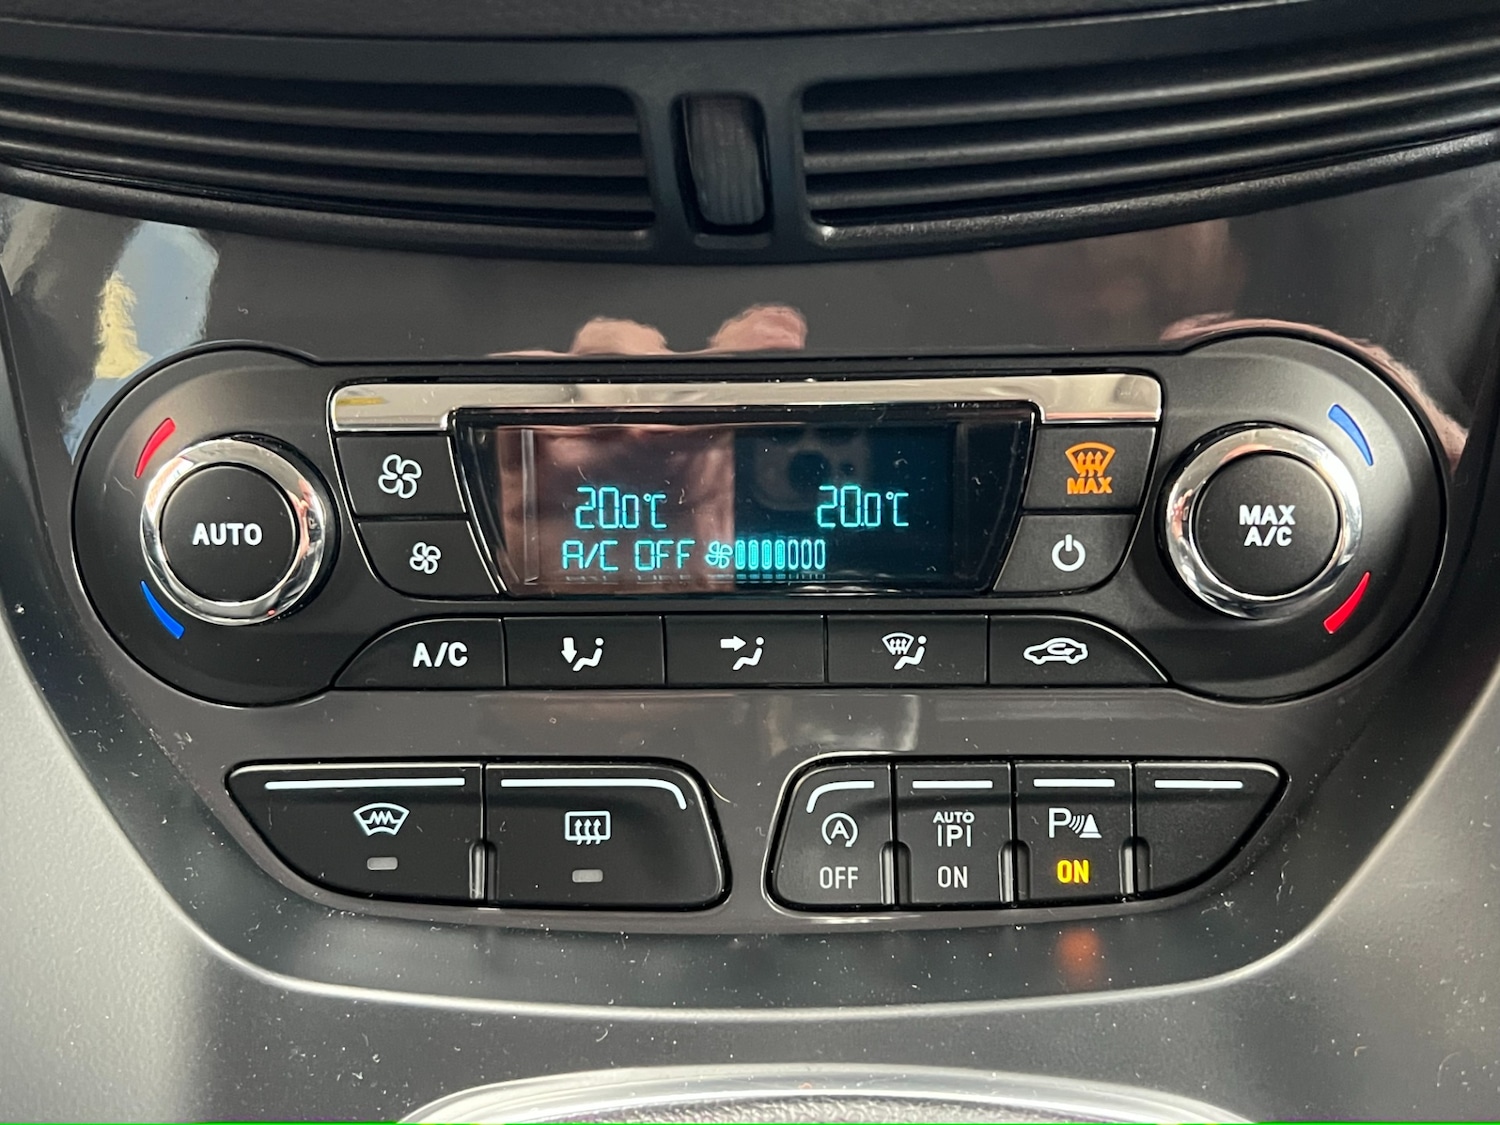 AUTO
20.0°C 20.0°C
A/C OFF
MAX
MAX
A/C
A/C
A
OFF
AUTO
P
ON
P
ON